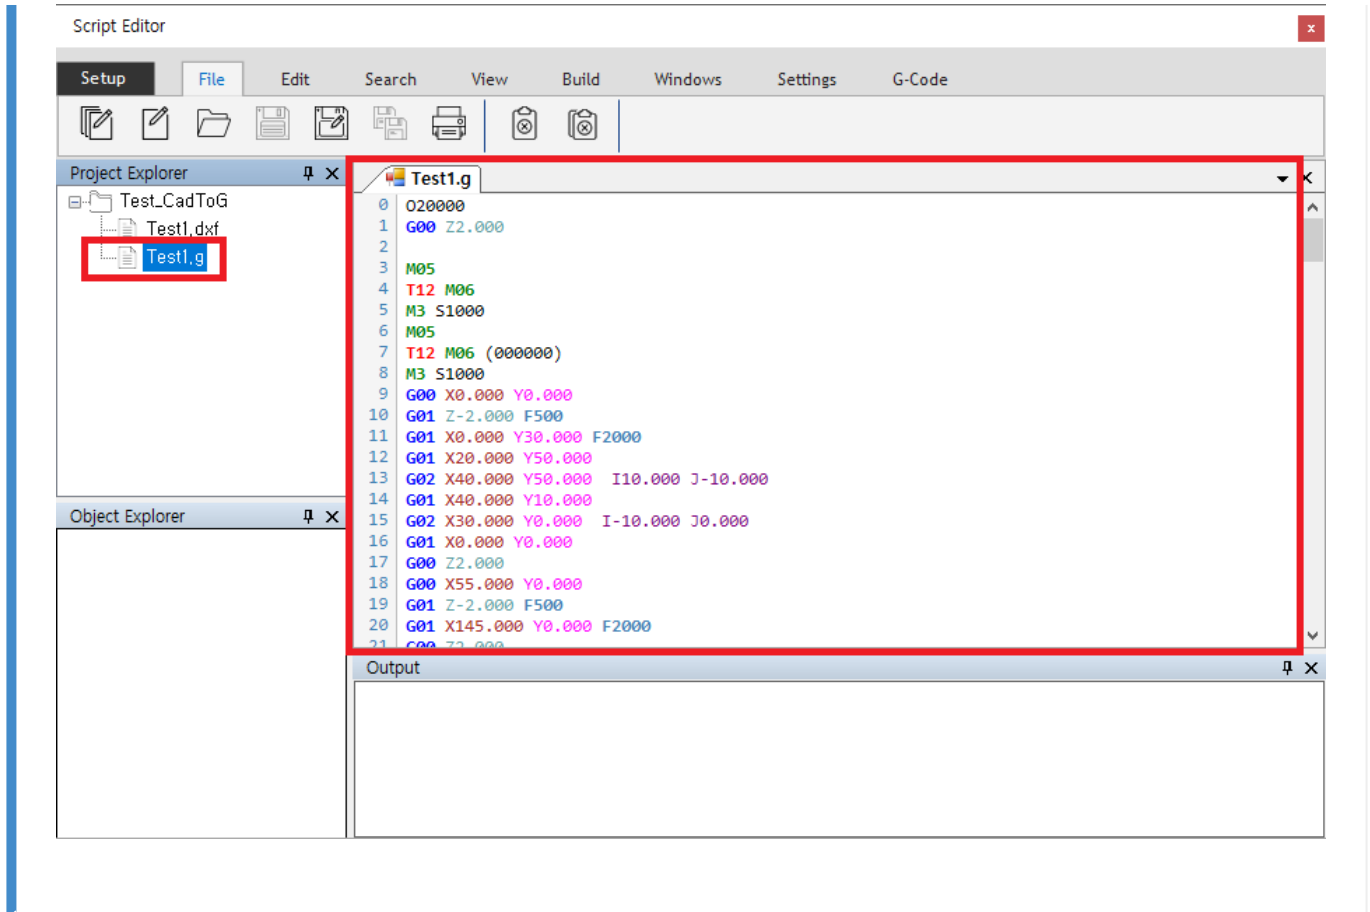 Script Editor
x
Setup File Edit Search View Build Windows Settings G-Code
Project Explorer
Test_CadToG
Test1.dxf
Test1.g
Object Explorer
Test1.g
0 O20000
1 G00 Z2.000
2
3 M05
4 T12 M06
5 M3 S1000
6 M05
7 T12 M06 (000000)
8 M3 S1000
9 G00 X0.000 Y0.000
10 G01 Z-2.000 F500
11 G01 X0.000 Y30.000 F2000
12 G01 X20.000 Y50.000
13 G02 X40.000 Y50.000 I10.000 J-10.000
14 G01 X40.000 Y10.000
15 G02 X30.000 Y0.000 I-10.000 J0.000
16 G01 X0.000 Y0.000
17 G00 Z2.000
18 G00 X55.000 Y0.000
19 G01 Z-2.000 F500
20 G01 X145.000 Y0.000 F2000
21 G00 Z2.000
Output